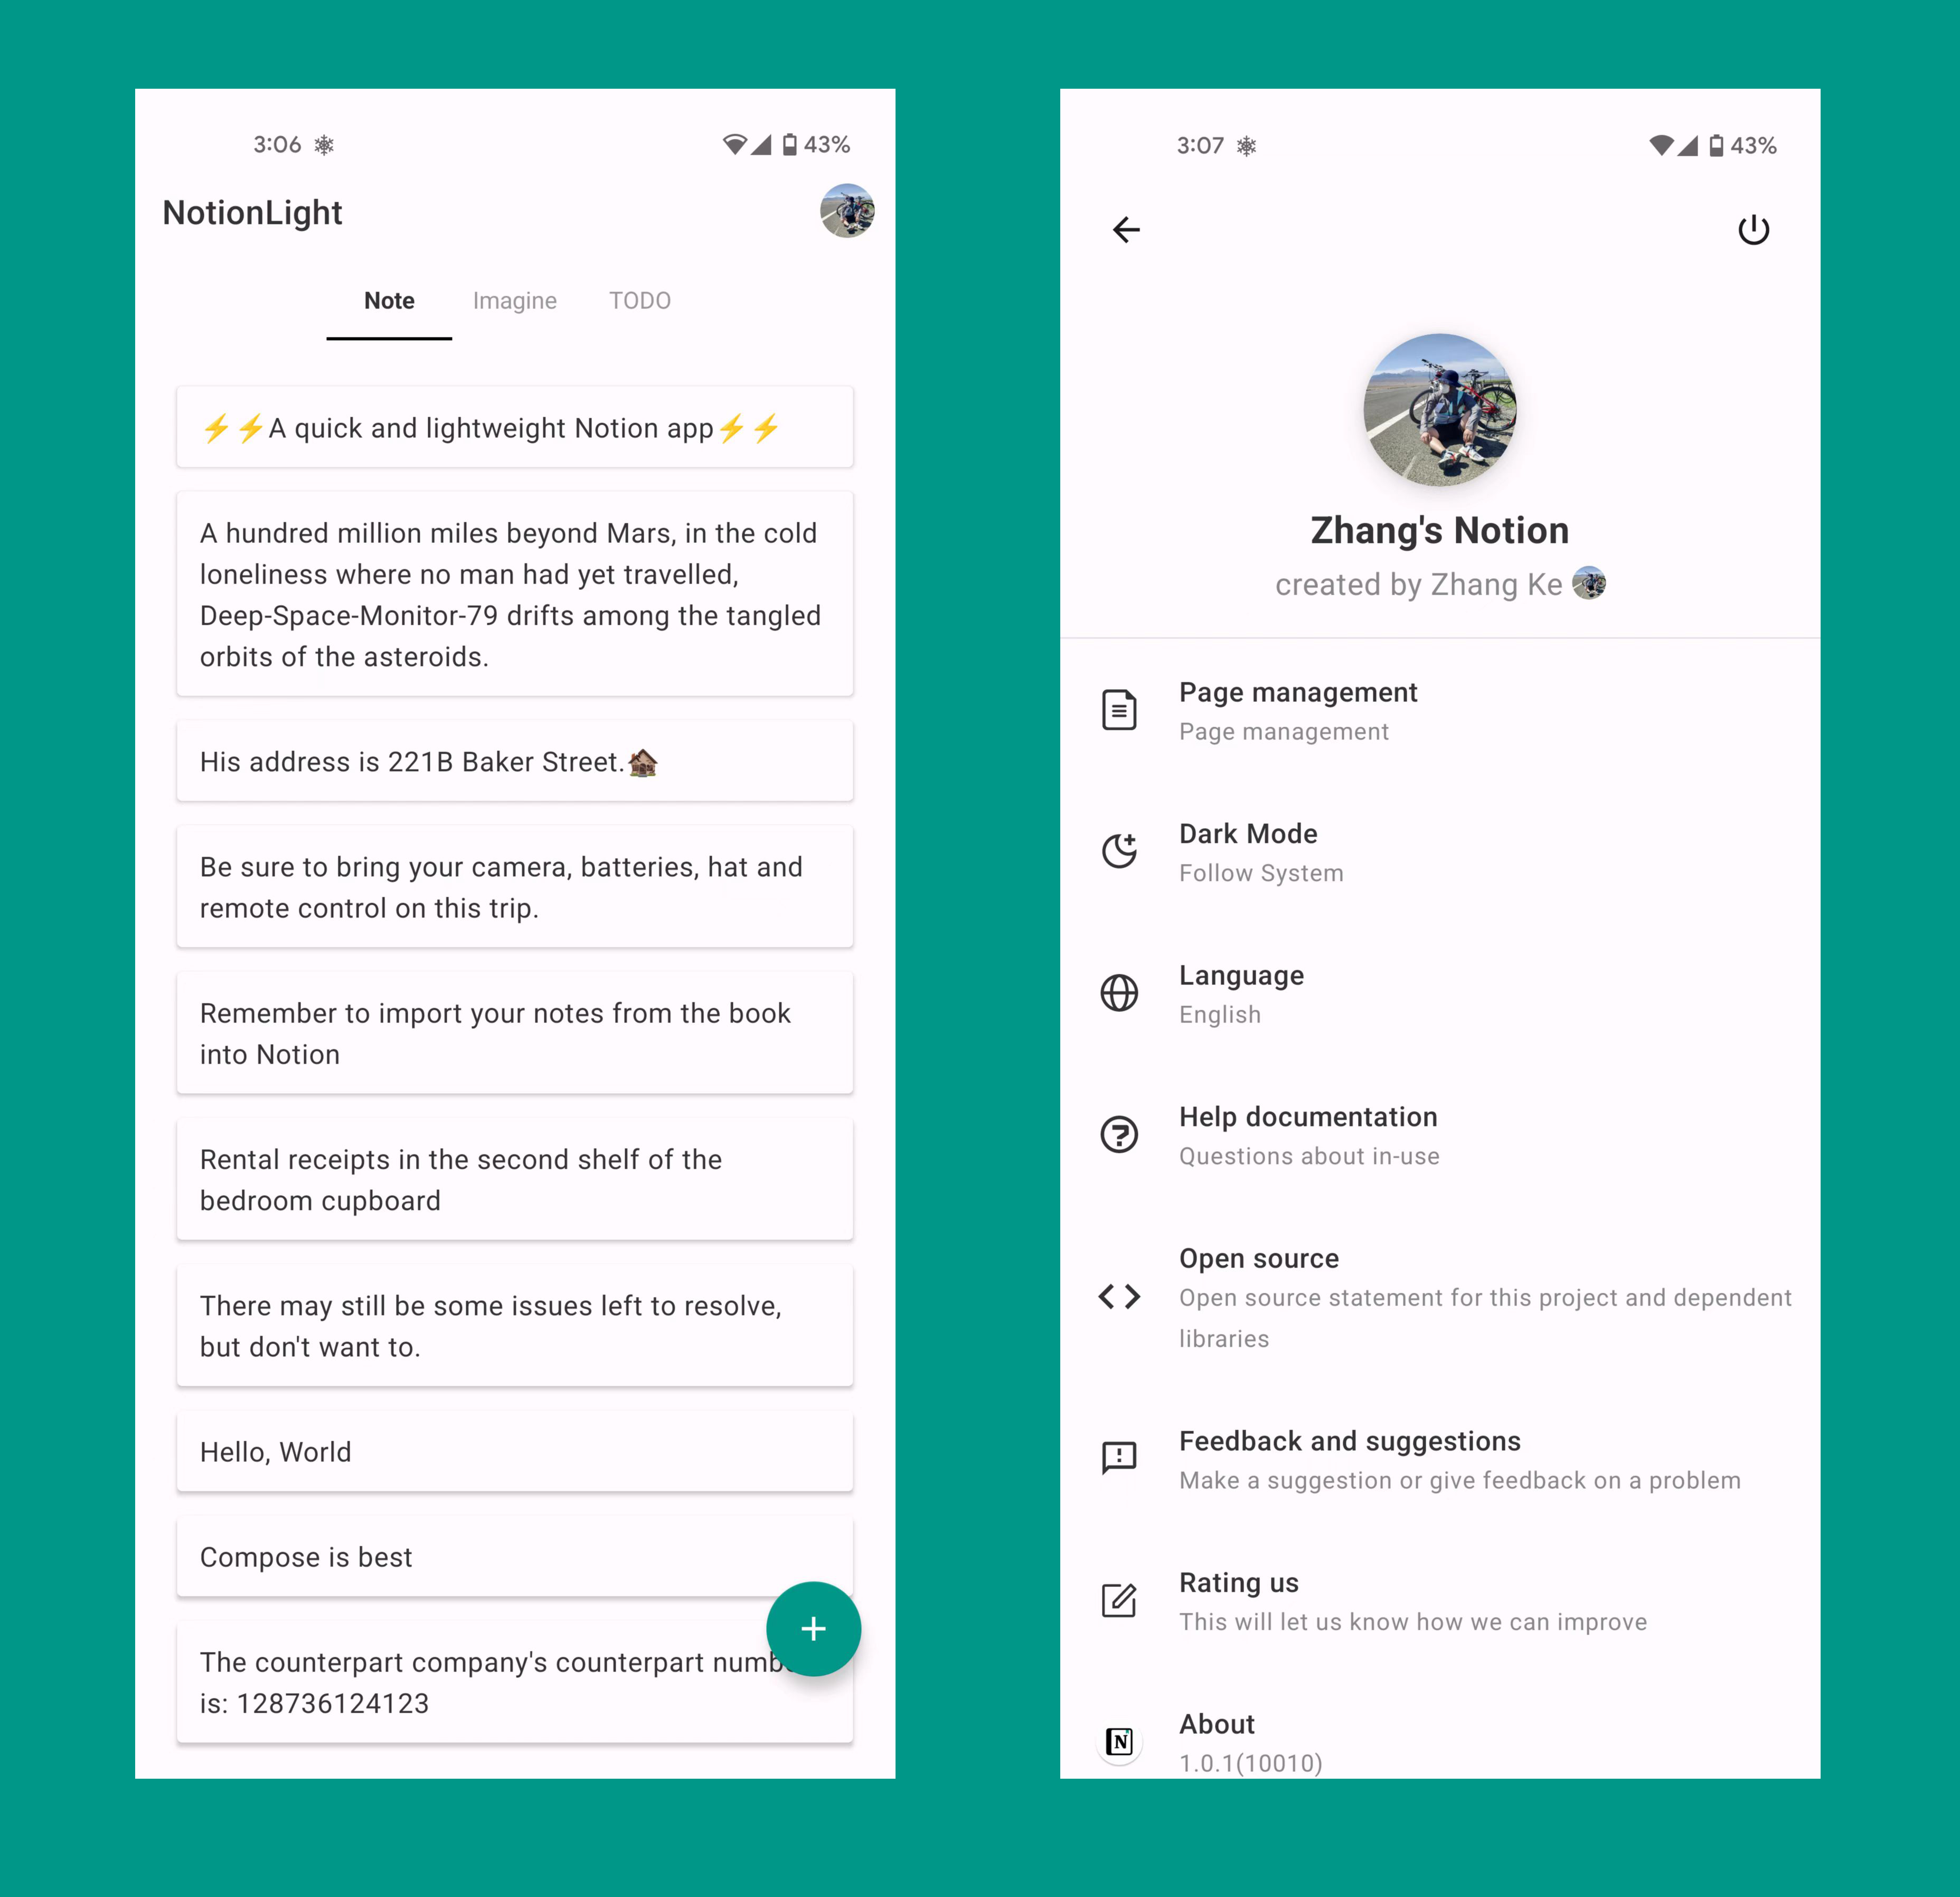 3:06
43%
NotionLight
Note
Imagine
TODO
⚡⚡A quick and lightweight Notion app⚡⚡
A hundred million miles beyond Mars, in the cold
loneliness where no man had yet travelled,
Deep-Space-Monitor-79 drifts among the tangled
orbits of the asteroids.
His address is 221B Baker Street.🏠
Be sure to bring your camera, batteries, hat and
remote control on this trip.
Remember to import your notes from the book
into Notion
Rental receipts in the second shelf of the
bedroom cupboard
There may still be some issues left to resolve,
but don't want to.
Hello, World
Compose is best
The counterpart company's counterpart
is: 128736124123
3:07
43%
Zhang's Notion
created by Zhang Ke
Page management
Page management
Dark Mode
Follow System
Language
English
Help documentation
Questions about in-use
Open source
Open source statement for this project and dependent
libraries
Feedback and suggestions
Make a suggestion or give feedback on a problem
Rating us
This will let us know how we can improve
N
About
1.0.1(10010)